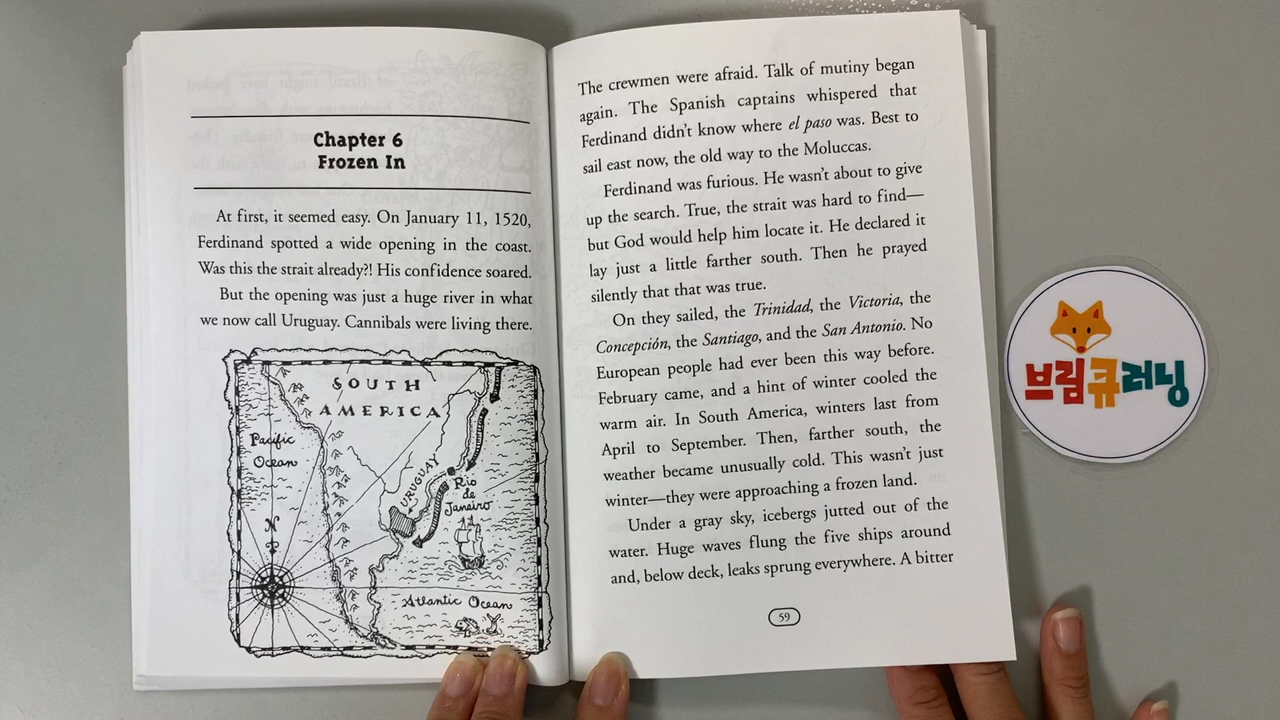 Chapter 6
Frozen In
At first, it seemed easy. On January 11, 1520,
Ferdinand spotted a wide opening in the coast.
Was this the strait already?! His confidence soared.
But the opening was just a huge river in what
we now call Uruguay. Cannibals were living there.
SOUTH
AMERICA
Pacific
Ocean
URUGUAY
Rio
de
Janeiro
N
Atlantic Ocean
The crewmen were afraid. Talk of mutiny began
again. The Spanish captains whispered that
Ferdinand didn't know where el paso was. Best to
sail east now, the old way to the Moluccas.
Ferdinand was furious. He wasn't about to give
up the search. True, the strait was hard to find—
but God would help him locate it. He declared it
lay just a little farther south. Then he prayed
silently that that was true.
On they sailed, the Trinidad, the Victoria, the
Concepción, the Santiago, and the San Antonio. No
European people had ever been this way before.
February came, and a hint of winter cooled the
warm air. In South America, winters last from
April to September. Then, farther south, the
weather became unusually cold. This wasn't just
winter—they were approaching a frozen land.
Under a gray sky, icebergs jutted out of the
water. Huge waves flung the five ships around
and, below deck, leaks sprung everywhere. A bitter
59
브림큐러닝